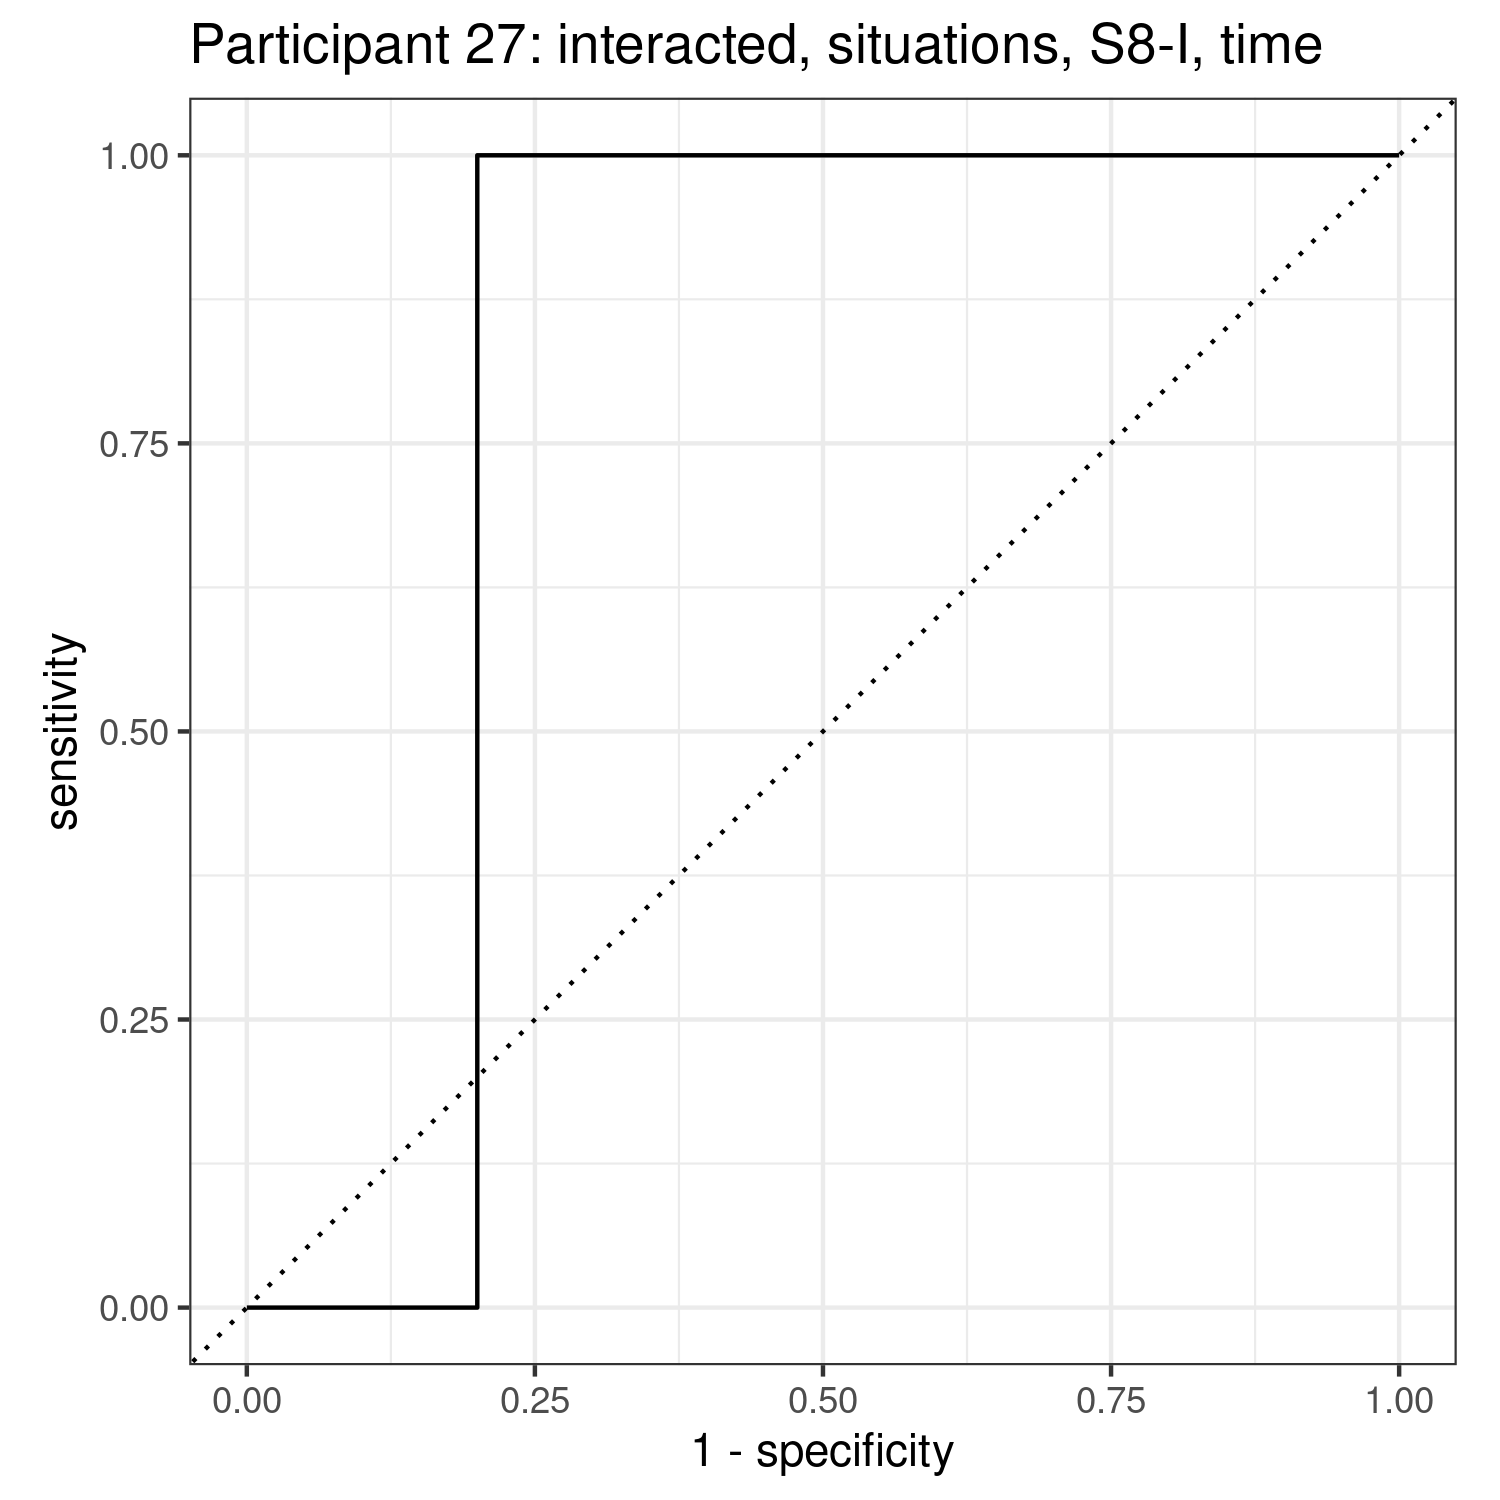 Participant 27: interacted, situations, S8-I, time
1.00
0.75
0.50
0.25
0.00
sensitivity
0.00 0.25 0.50 0.75 1.00
1 - specificity